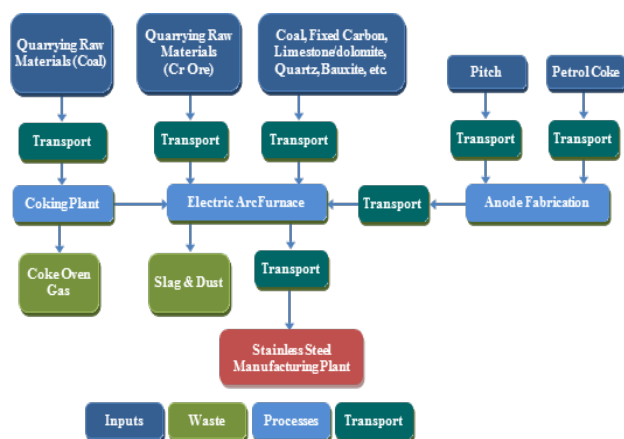 Quarrying Raw
Materials (Coal)
Quarrying Raw
Materials
(Cr Ore)
Coal, Fixed Carbon,
Limestone/dolomite,
Quartz, Bauxite, etc.
Pitch
Petrol Coke
Transport
Transport
Transport
Transport
Transport
Coking Plant
Electric Arc Furnace
Transport
Anode Fabrication
Coke Oven
Gas
Slag & Dust
Transport
Stainless Steel
Manufacturing Plant
Inputs
Waste
Processes
Transport